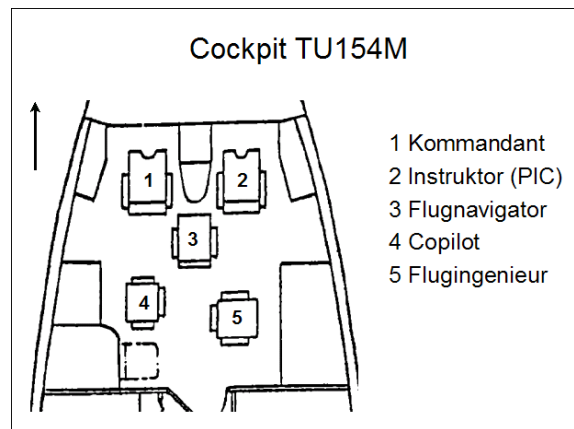 Cockpit TU154M
1 Kommandant
2 Instruktor (PIC)
3 Flugnavigator
4 Copilot
5 Flugingenieur
1 2
3
4
5